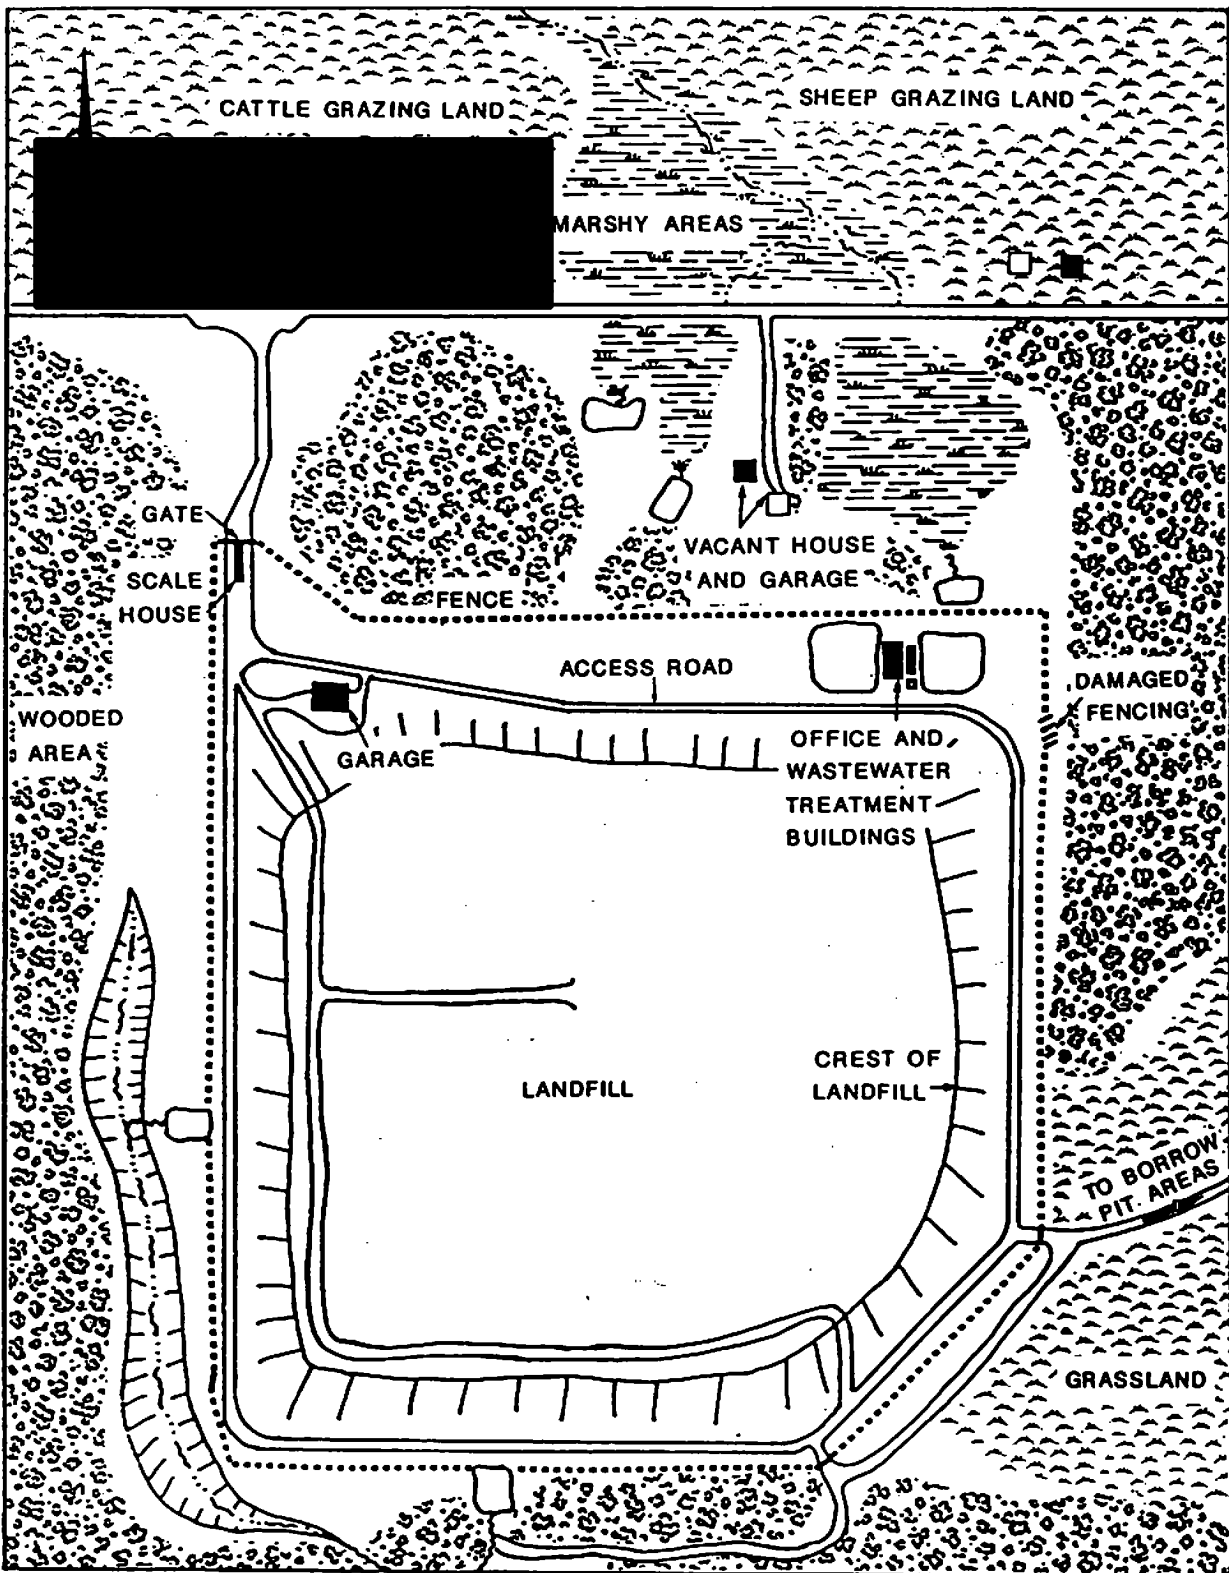 CATTLE GRAZING LAND
SHEEP GRAZING LAND
MARSHY AREAS
GATE
SCALE
HOUSE
FENCE
VACANT HOUSE
AND GARAGE
ACCESS ROAD
WOODED
AREA
GARAGE
OFFICE AND
WASTEWATER
TREATMENT
BUILDINGS
DAMAGED
FENCING
LANDFILL
CREST OF
LANDFILL
TO BORROW
PIT AREAS
GRASSLAND